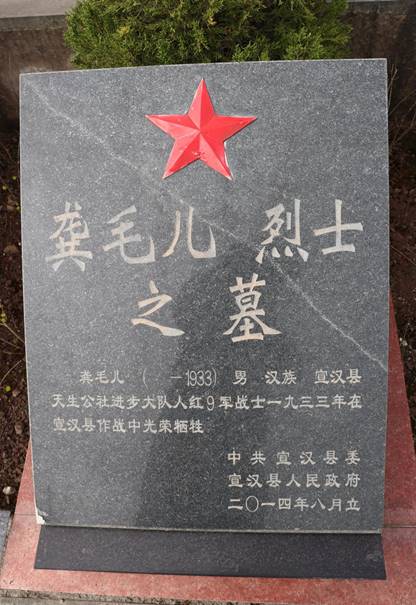 龚毛儿 烈士
之墓
龚毛儿 ( —1933) 男 汉族 宣汉县
天生公社进步大队人红9军战士一九三三年在
宣汉县作战中光荣牺牲
中共宣汉县委
宣汉县人民政府
二〇一四年八月立